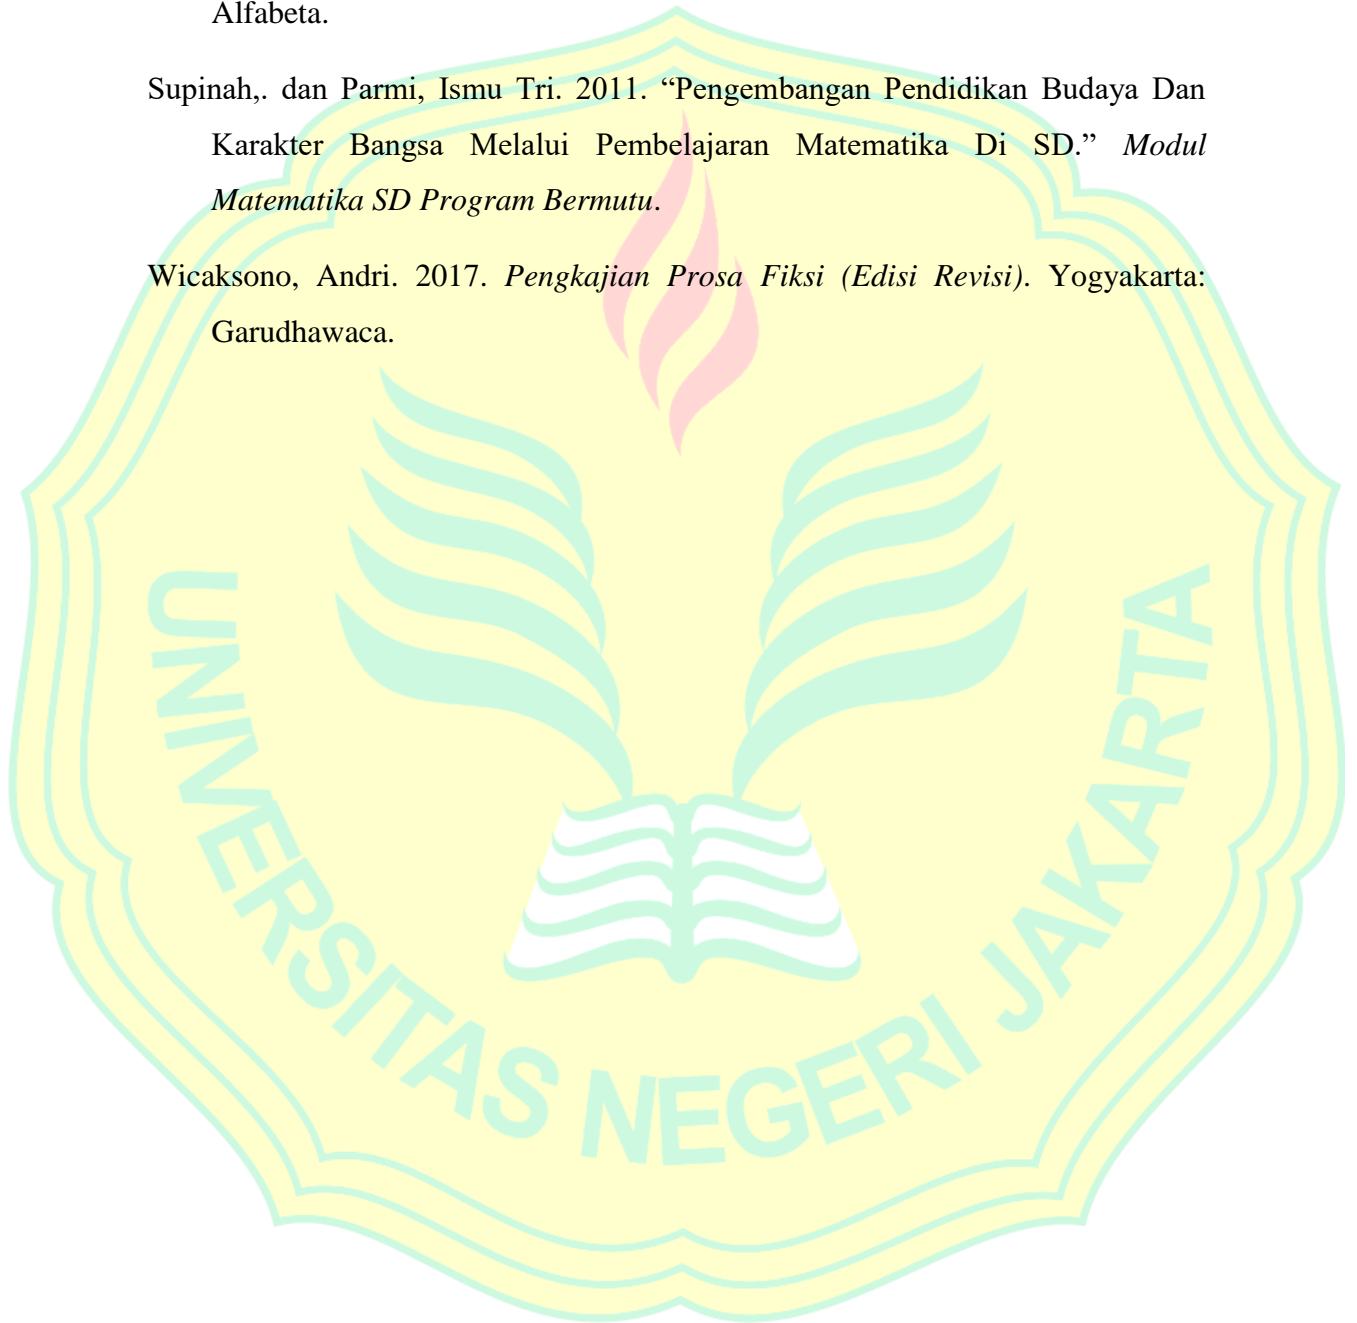 Alfabeta.
Supinah,. dan Parmi, Ismu Tri. 2011. “Pengembangan Pendidikan Budaya Dan
Karakter Bangsa Melalui Pembelajaran Matematika Di SD.” Modul
Matematika SD Program Bermutu.
Wicaksono, Andri. 2017. Pengkajian Prosa Fiksi (Edisi Revisi). Yogyakarta:
Garudhawaca.
UNIVERSITAS NEGERI JAKARTA